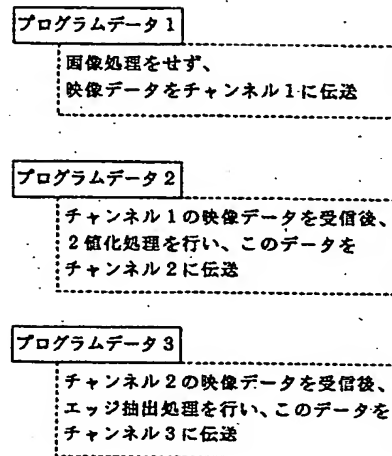 プログラムデータ1
画像処理をせず、
映像データをチャンネル1に伝送
プログラムデータ2
チャンネル1の映像データを受信後、
2値化処理を行い、このデータを
チャンネル2に伝送
プログラムデータ3
チャンネル2の映像データを受信後、
エッジ抽出処理を行い、このデータを
チャンネル3に伝送